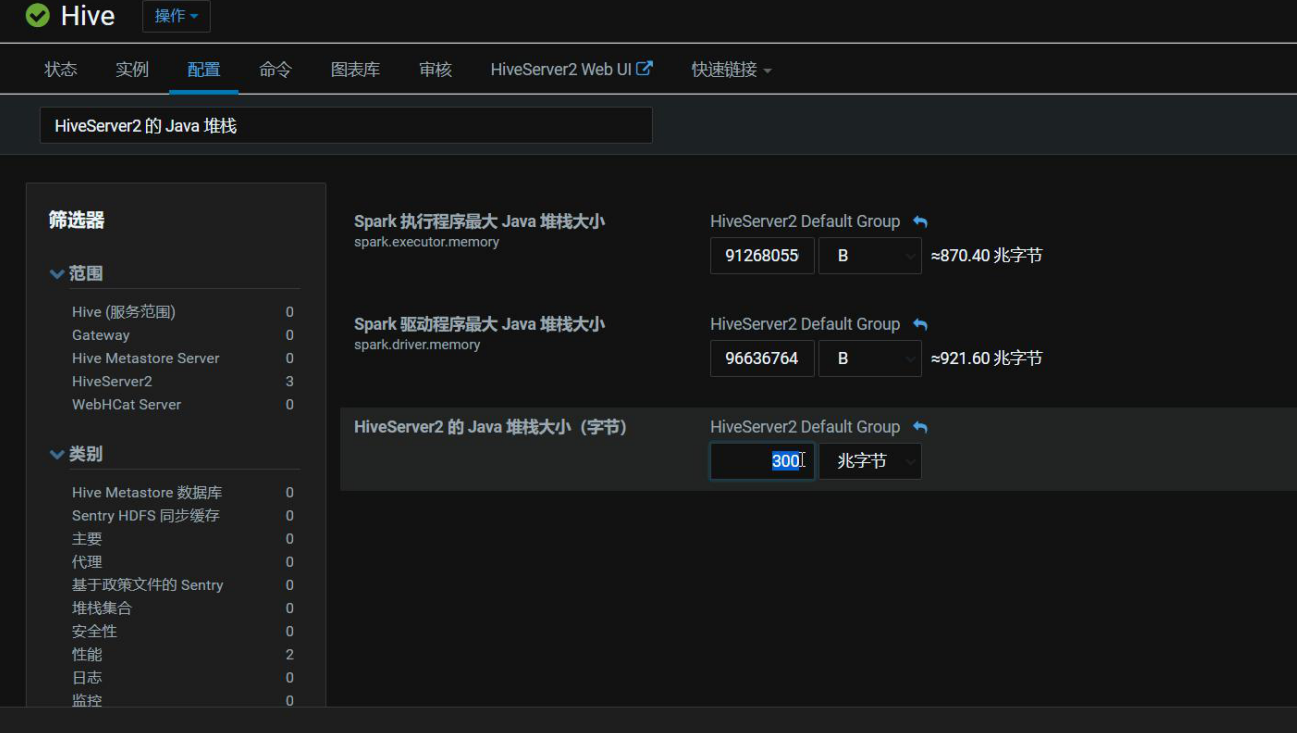 Hive 操作
状态 实例 配置 命令 图表库 审核 HiveServer2 Web UI 快速链接
HiveServer2 的 Java 堆栈
筛选器
范围
Hive (服务范围) 0
Gateway 0
Hive Metastore Server 0
HiveServer2 3
WebHCat Server 0
类别
Hive Metastore 数据库 0
Sentry HDFS 同步缓存 0
主要 0
代理 0
基于政策文件的 Sentry 0
堆栈集合 0
安全性 0
性能 2
日志 0
监控 0
Spark 执行程序最大 Java 堆栈大小 HiveServer2 Default Group
spark.executor.memory
91268055 B ≈870.40 兆字节
Spark 驱动程序最大 Java 堆栈大小 HiveServer2 Default Group
spark.driver.memory
96636764 B ≈921.60 兆字节
HiveServer2 的 Java 堆栈大小（字节） HiveServer2 Default Group
300 兆字节